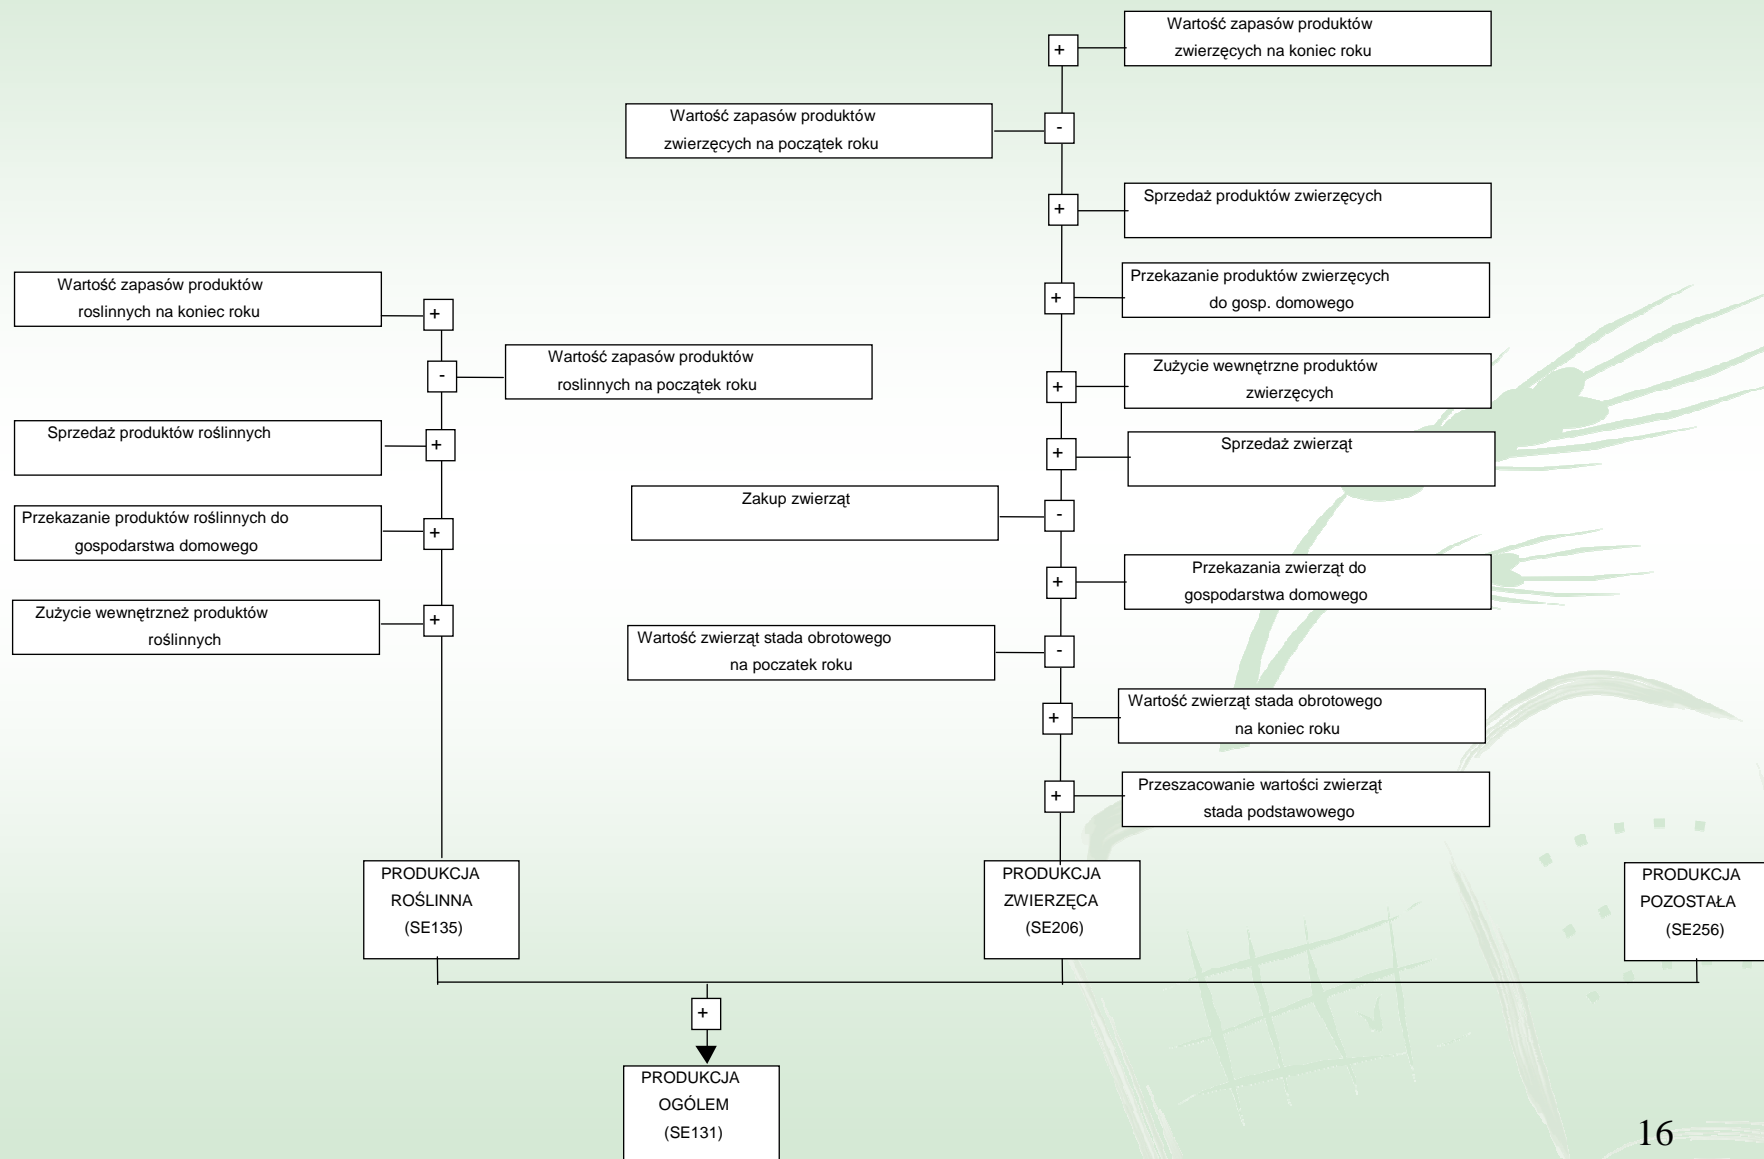 Wartość zapasów produktów
zwierzęcych na koniec roku
+
Wartość zapasów produktów
zwierzęcych na początek roku
-
Sprzedaż produktów zwierzęcych
+
Przekazanie produktów zwierzęcych
do gosp. domowego
+
Zużycie wewnętrzne produktów
zwierzęcych
+
Sprzedaż zwierząt
+
Zakup zwierząt
-
Przekazania zwierząt do
gospodarstwa domowego
+
Wartość zwierząt stada obrotowego
na poczatek roku
-
Wartość zwierząt stada obrotowego
na koniec roku
+
Przeszacowanie wartości zwierząt
stada podstawowego
+
Wartość zapasów produktów
roslinnych na koniec roku
+
Wartość zapasów produktów
roslinnych na początek roku
-
Sprzedaż produktów roślinnych
+
Przekazanie produktów roślinnych do
gospodarstwa domowego
+
Zużycie wewnętrzneż produktów
roślinnych
+
PRODUKCJA
ROŚLINNA
(SE135)
PRODUKCJA
ZWIERZĘCA
(SE206)
PRODUKCJA
POZOSTAŁA
(SE256)
+
PRODUKCJA
OGÓLEM
(SE131)
16